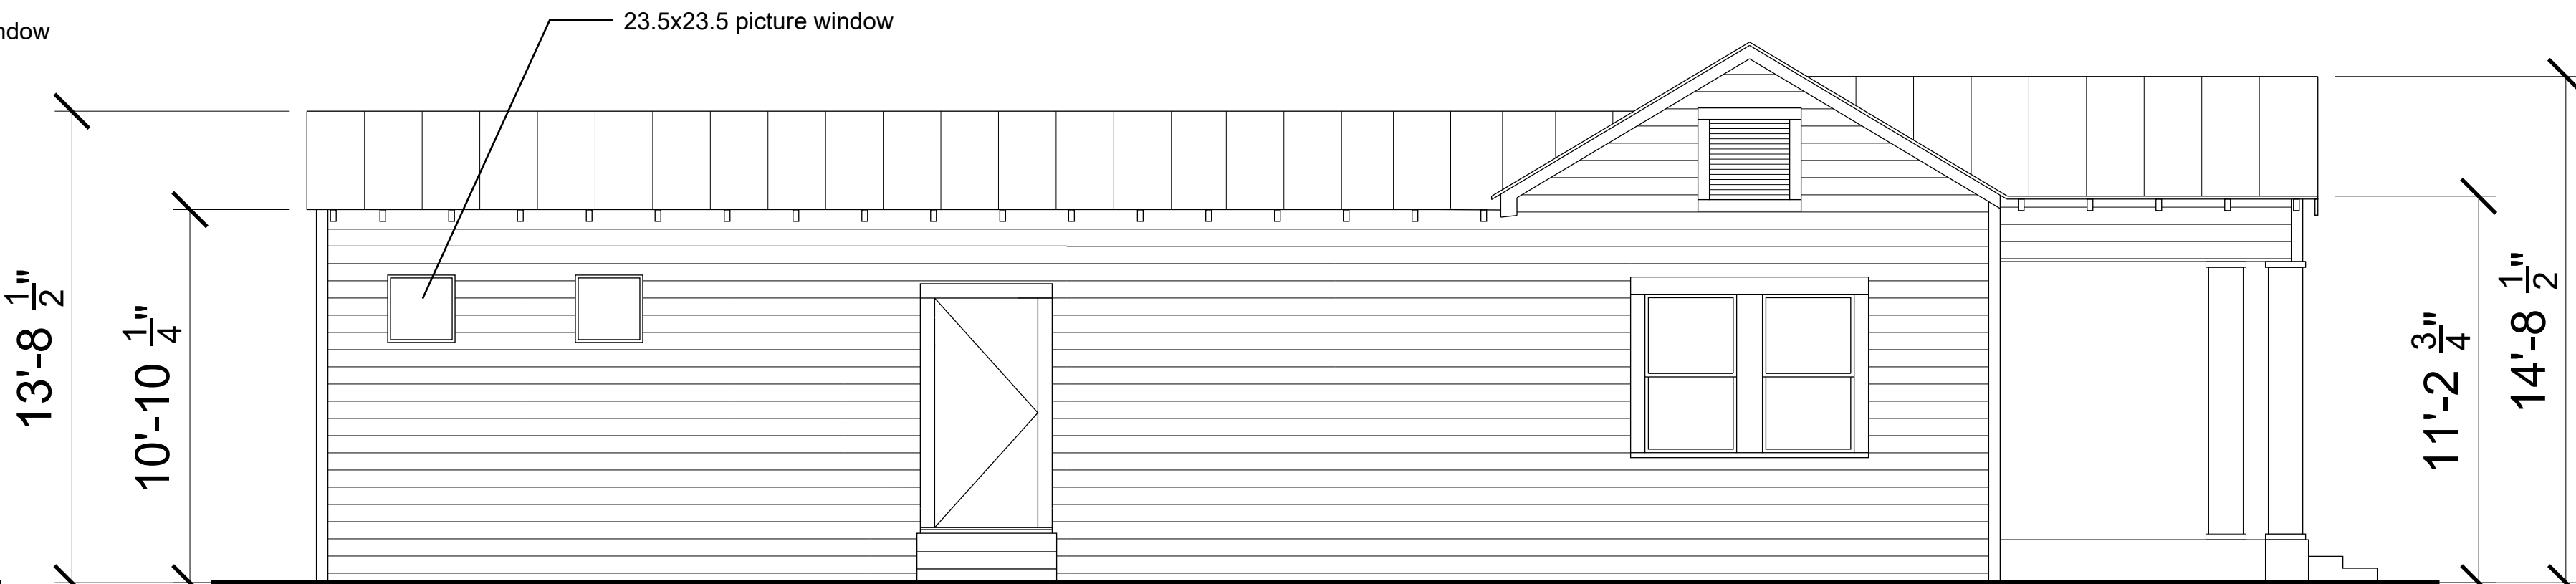 ndow
23.5x23.5 picture window
13'-8 1/2"
10'-10 1/4"
11'-2 3/4"
14'-8 1/2"